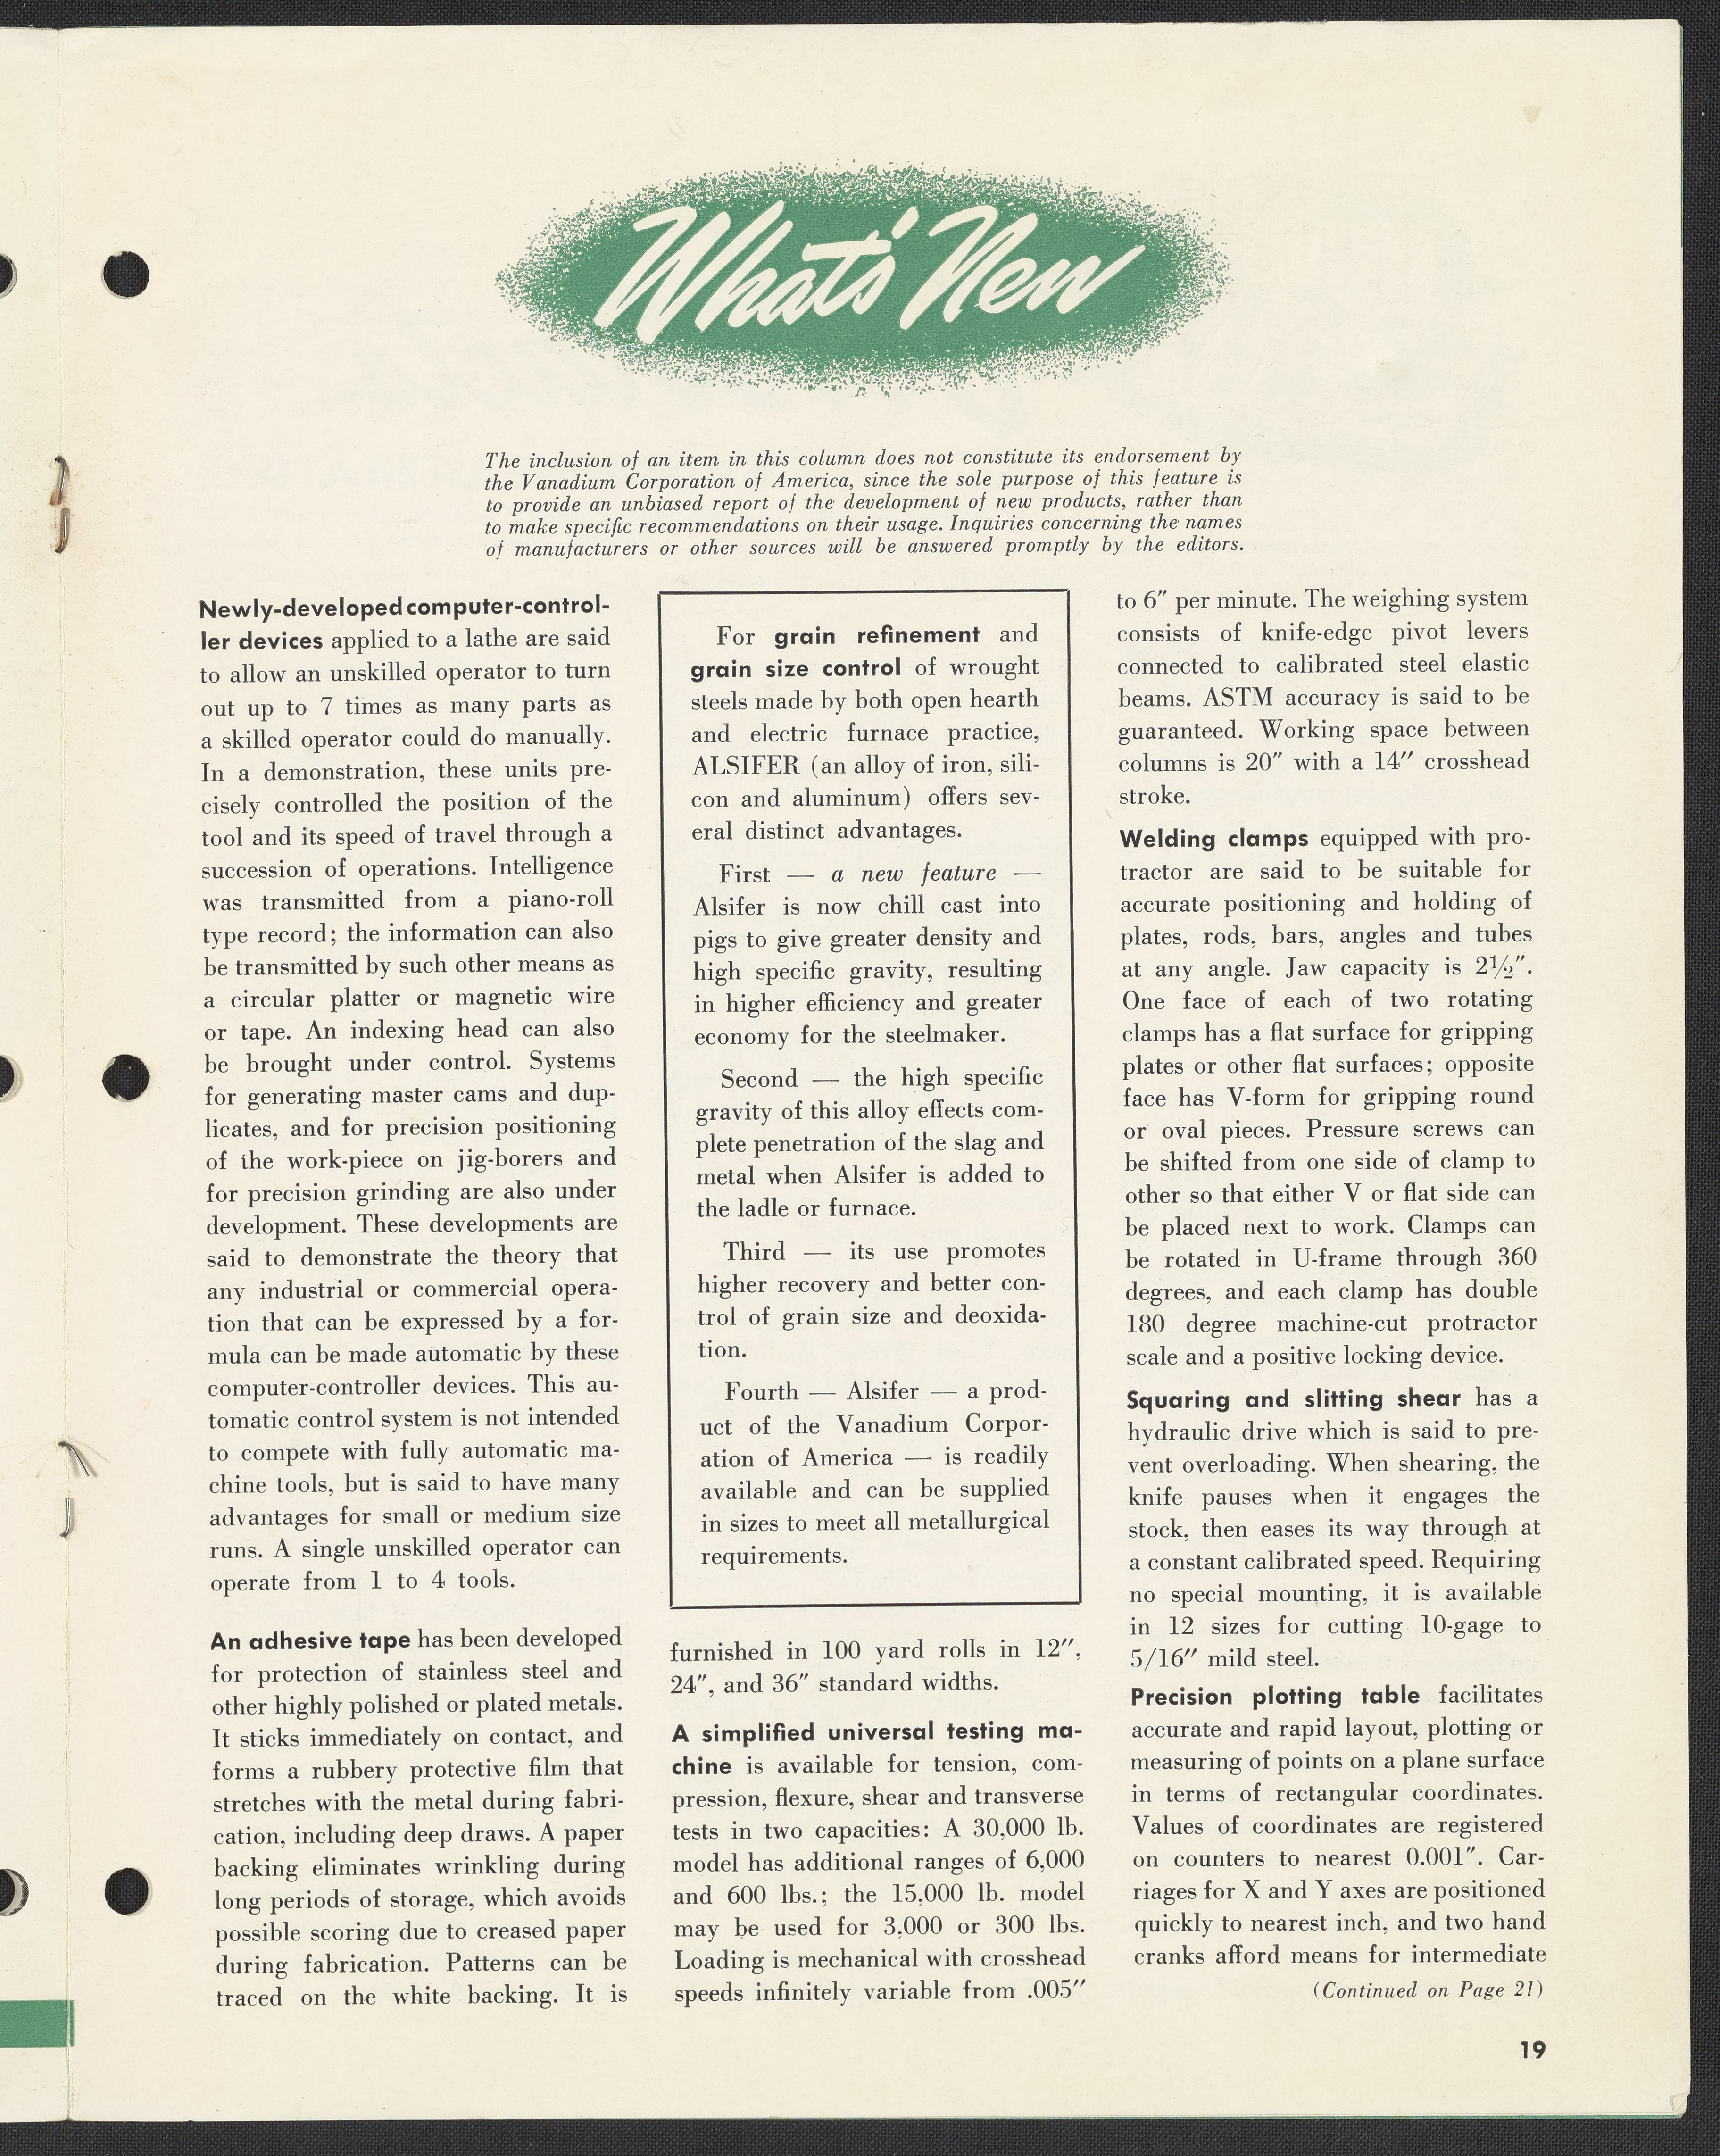 What's New
The inclusion of an item in this column does not constitute its endorsement by
the Vanadium Corporation of America, since the sole purpose of this feature is
to provide an unbiased report of the development of new products, rather than
to make specific recommendations on their usage. Inquiries concerning the names
of manufacturers or other sources will be answered promptly by the editors.
Newly-developed computer-control-
ler devices applied to a lathe are said
to allow an unskilled operator to turn
out up to 7 times as many parts as
a skilled operator could do manually.
In a demonstration, these units pre-
cisely controlled the position of the
tool and its speed of travel through a
succession of operations. Intelligence
was transmitted from a piano-roll
type record; the information can also
be transmitted by such other means as
a circular platter or magnetic wire
or tape. An indexing head can also
be brought under control. Systems
for generating master cams and dup-
licates, and for precision positioning
of the work-piece on jig-borers and
for precision grinding are also under
development. These developments are
said to demonstrate the theory that
any industrial or commercial opera-
tion that can be expressed by a for-
mula can be made automatic by these
computer-controller devices. This au-
tomatic control system is not intended
to compete with fully automatic ma-
chine tools, but is said to have many
advantages for small or medium size
runs. A single unskilled operator can
operate from 1 to 4 tools.
An adhesive tape has been developed
for protection of stainless steel and
other highly polished or plated metals.
It sticks immediately on contact, and
forms a rubbery protective film that
stretches with the metal during fabri-
cation, including deep draws. A paper
backing eliminates wrinkling during
long periods of storage, which avoids
possible scoring due to creased paper
during fabrication. Patterns can be
traced on the white backing. It is
For grain refinement and
grain size control of wrought
steels made by both open hearth
and electric furnace practice,
ALSIFER (an alloy of iron, sili-
con and aluminum) offers sev-
eral distinct advantages.
First — a new feature —
Alsifer is now chill cast into
pigs to give greater density and
high specific gravity, resulting
in higher efficiency and greater
economy for the steelmaker.
Second — the high specific
gravity of this alloy effects com-
plete penetration of the slag and
metal when Alsifer is added to
the ladle or furnace.
Third — its use promotes
higher recovery and better con-
trol of grain size and deoxida-
tion.
Fourth — Alsifer — a prod-
uct of the Vanadium Corpor-
ation of America — is readily
available and can be supplied
in sizes to meet all metallurgical
requirements.
furnished in 100 yard rolls in 12″,
24″, and 36″ standard widths.
A simplified universal testing ma-
chine is available for tension, com-
pression, flexure, shear and transverse
tests in two capacities: A 30,000 lb.
model has additional ranges of 6,000
and 600 lbs.; the 15,000 lb. model
may be used for 3,000 or 300 lbs.
Loading is mechanical with crosshead
speeds infinitely variable from .005″
to 6″ per minute. The weighing system
consists of knife-edge pivot levers
connected to calibrated steel elastic
beams. ASTM accuracy is said to be
guaranteed. Working space between
columns is 20″ with a 14″ crosshead
stroke.
Welding clamps equipped with pro-
tractor are said to be suitable for
accurate positioning and holding of
plates, rods, bars, angles and tubes
at any angle. Jaw capacity is 2½″.
One face of each of two rotating
clamps has a flat surface for gripping
plates or other flat surfaces; opposite
face has V-form for gripping round
or oval pieces. Pressure screws can
be shifted from one side of clamp to
other so that either V or flat side can
be placed next to work. Clamps can
be rotated in U-frame through 360
degrees, and each clamp has double
180 degree machine-cut protractor
scale and a positive locking device.
Squaring and slitting shear has a
hydraulic drive which is said to pre-
vent overloading. When shearing, the
knife pauses when it engages the
stock, then eases its way through at
a constant calibrated speed. Requiring
no special mounting, it is available
in 12 sizes for cutting 10-gage to
5/16″ mild steel.
Precision plotting table facilitates
accurate and rapid layout, plotting or
measuring of points on a plane surface
in terms of rectangular coordinates.
Values of coordinates are registered
on counters to nearest 0.001″. Car-
riages for X and Y axes are positioned
quickly to nearest inch, and two hand
cranks afford means for intermediate
(Continued on Page 21)
19